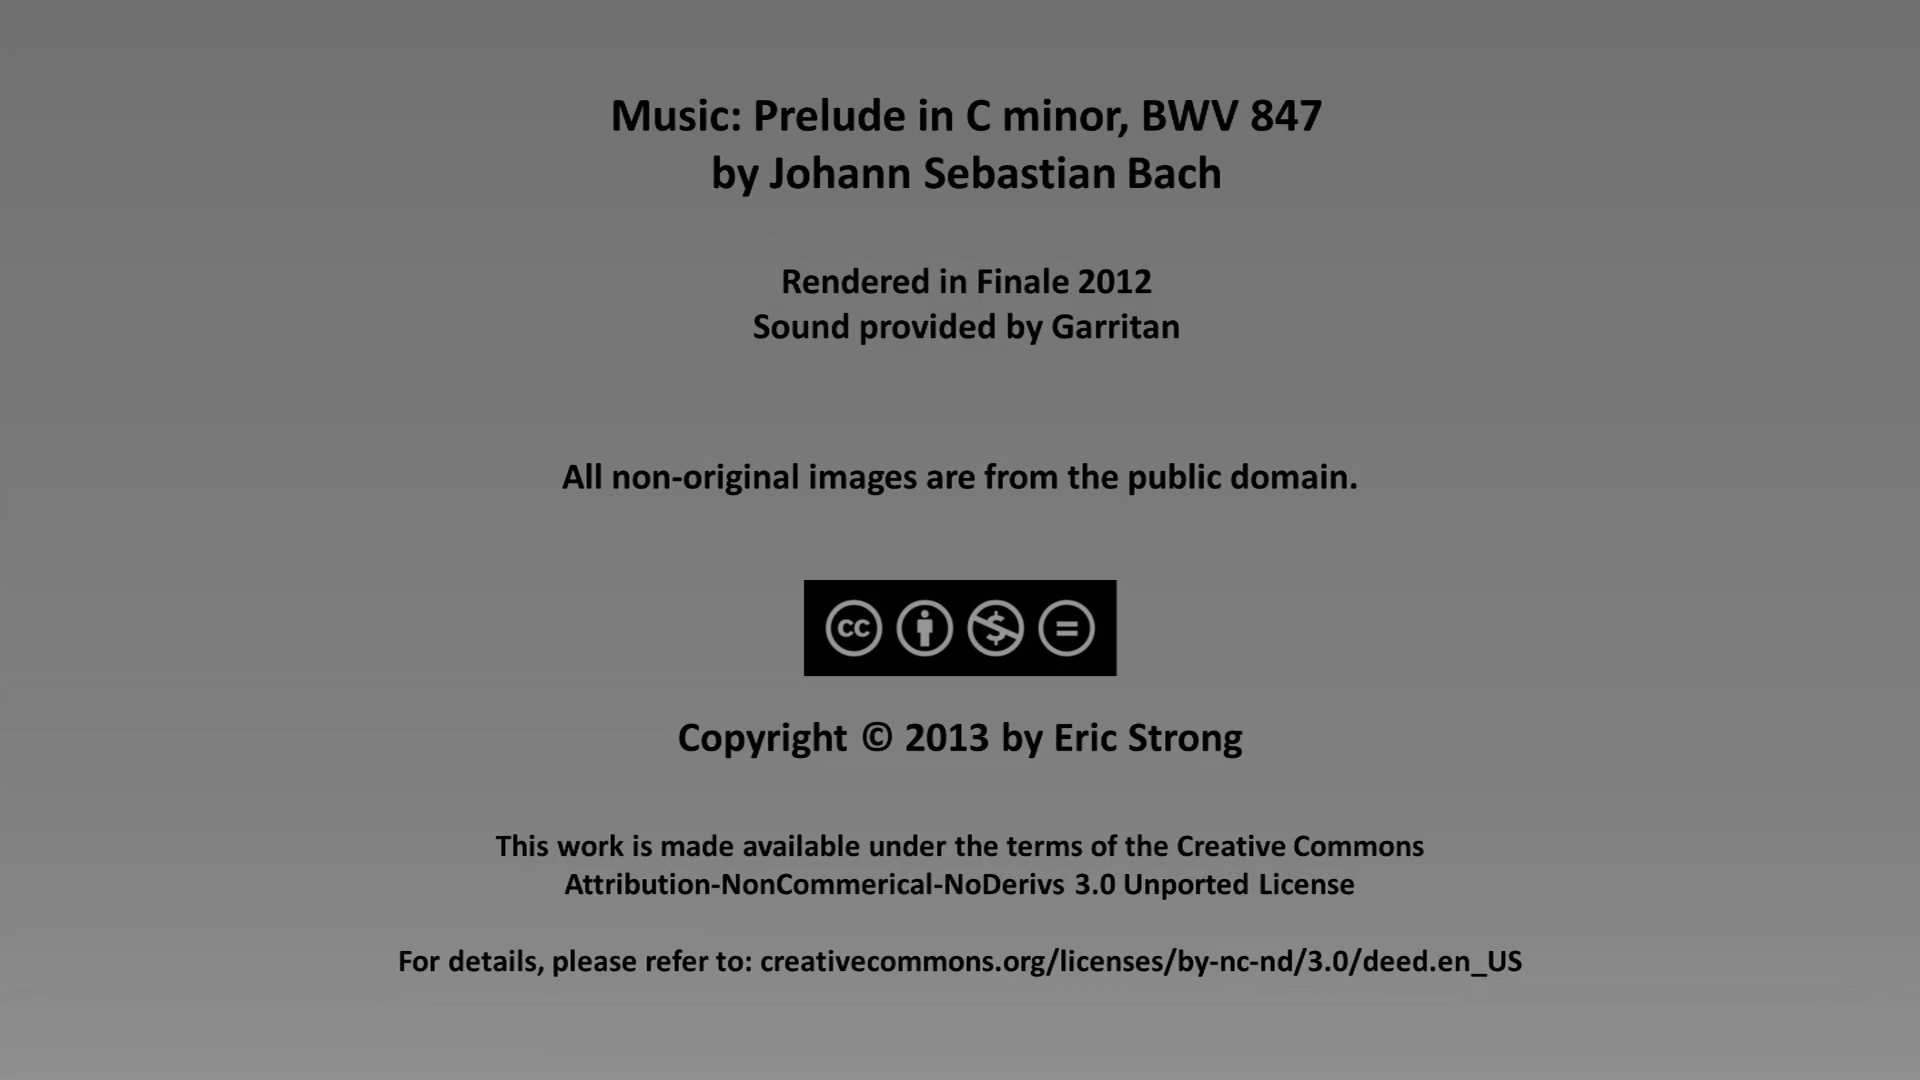 Music: Prelude in C minor, BWV 847
by Johann Sebastian Bach
Rendered in Finale 2012
Sound provided by Garritan
All non-original images are from the public domain.
cc $ =
Copyright © 2013 by Eric Strong
This work is made available under the terms of the Creative Commons
Attribution-NonCommerical-NoDerivs 3.0 Unported License
For details, please refer to: creativecommons.org/licenses/by-nc-nd/3.0/deed.en_US